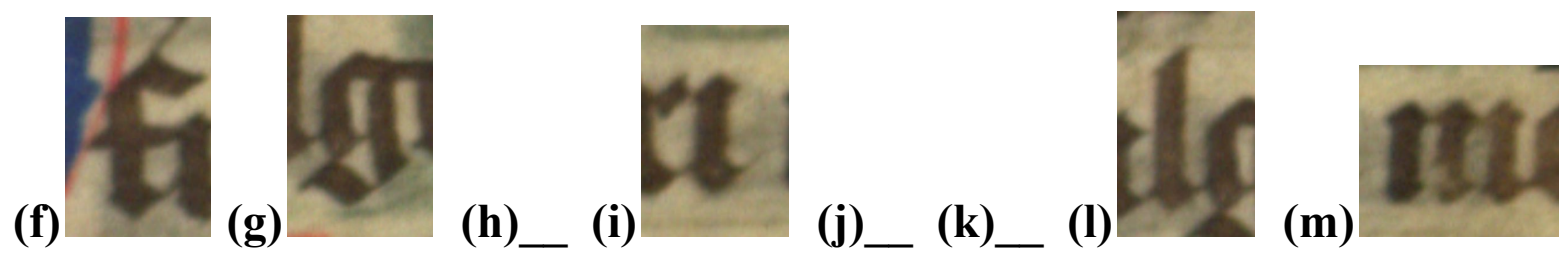 (f) f (g) g (h)__ (i) i (j)__ (k)__ (l) l (m) m